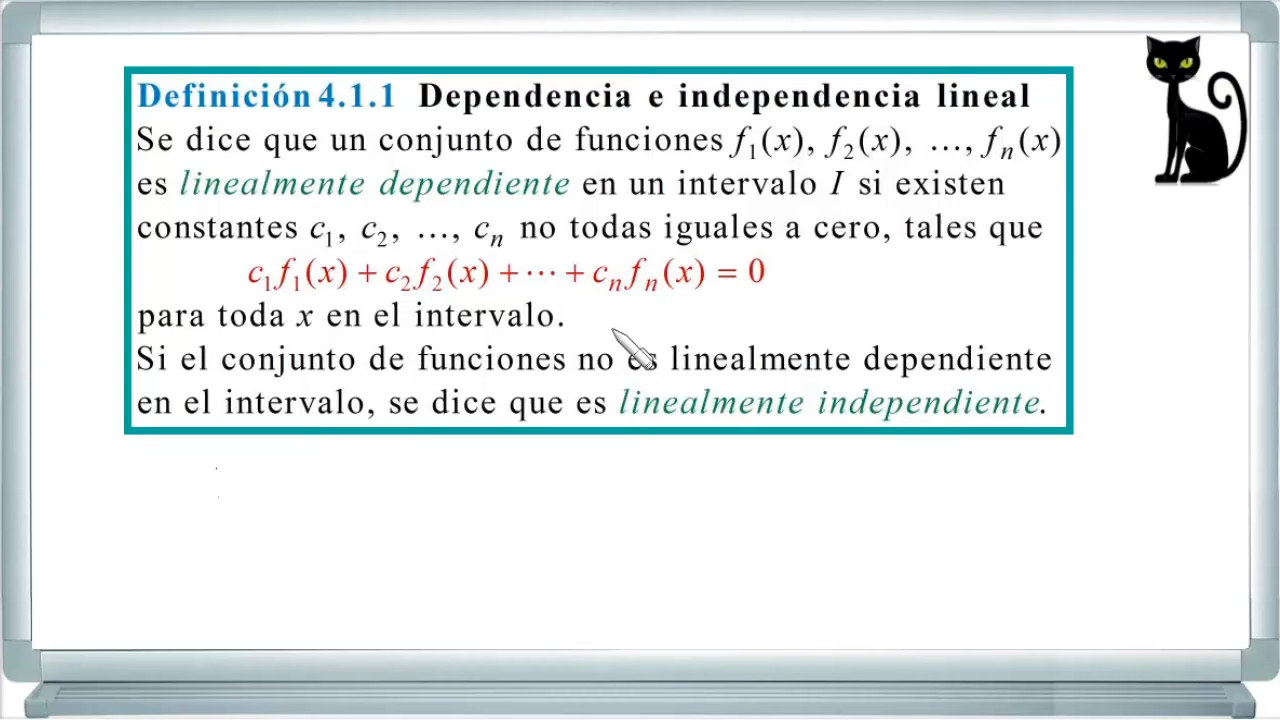 Definición 4.1.1 Dependencia e independencia lineal
Se dice que un conjunto de funciones f₁(x), f₂(x), …, fₙ(x)
es linealmente dependiente en un intervalo I si existen
constantes c₁, c₂, …, cₙ no todas iguales a cero, tales que
c₁f₁(x) + c₂f₂(x) + ⋯ + cₙfₙ(x) = 0
para toda x en el intervalo.
Si el conjunto de funciones no es linealmente dependiente
en el intervalo, se dice que es linealmente independiente.